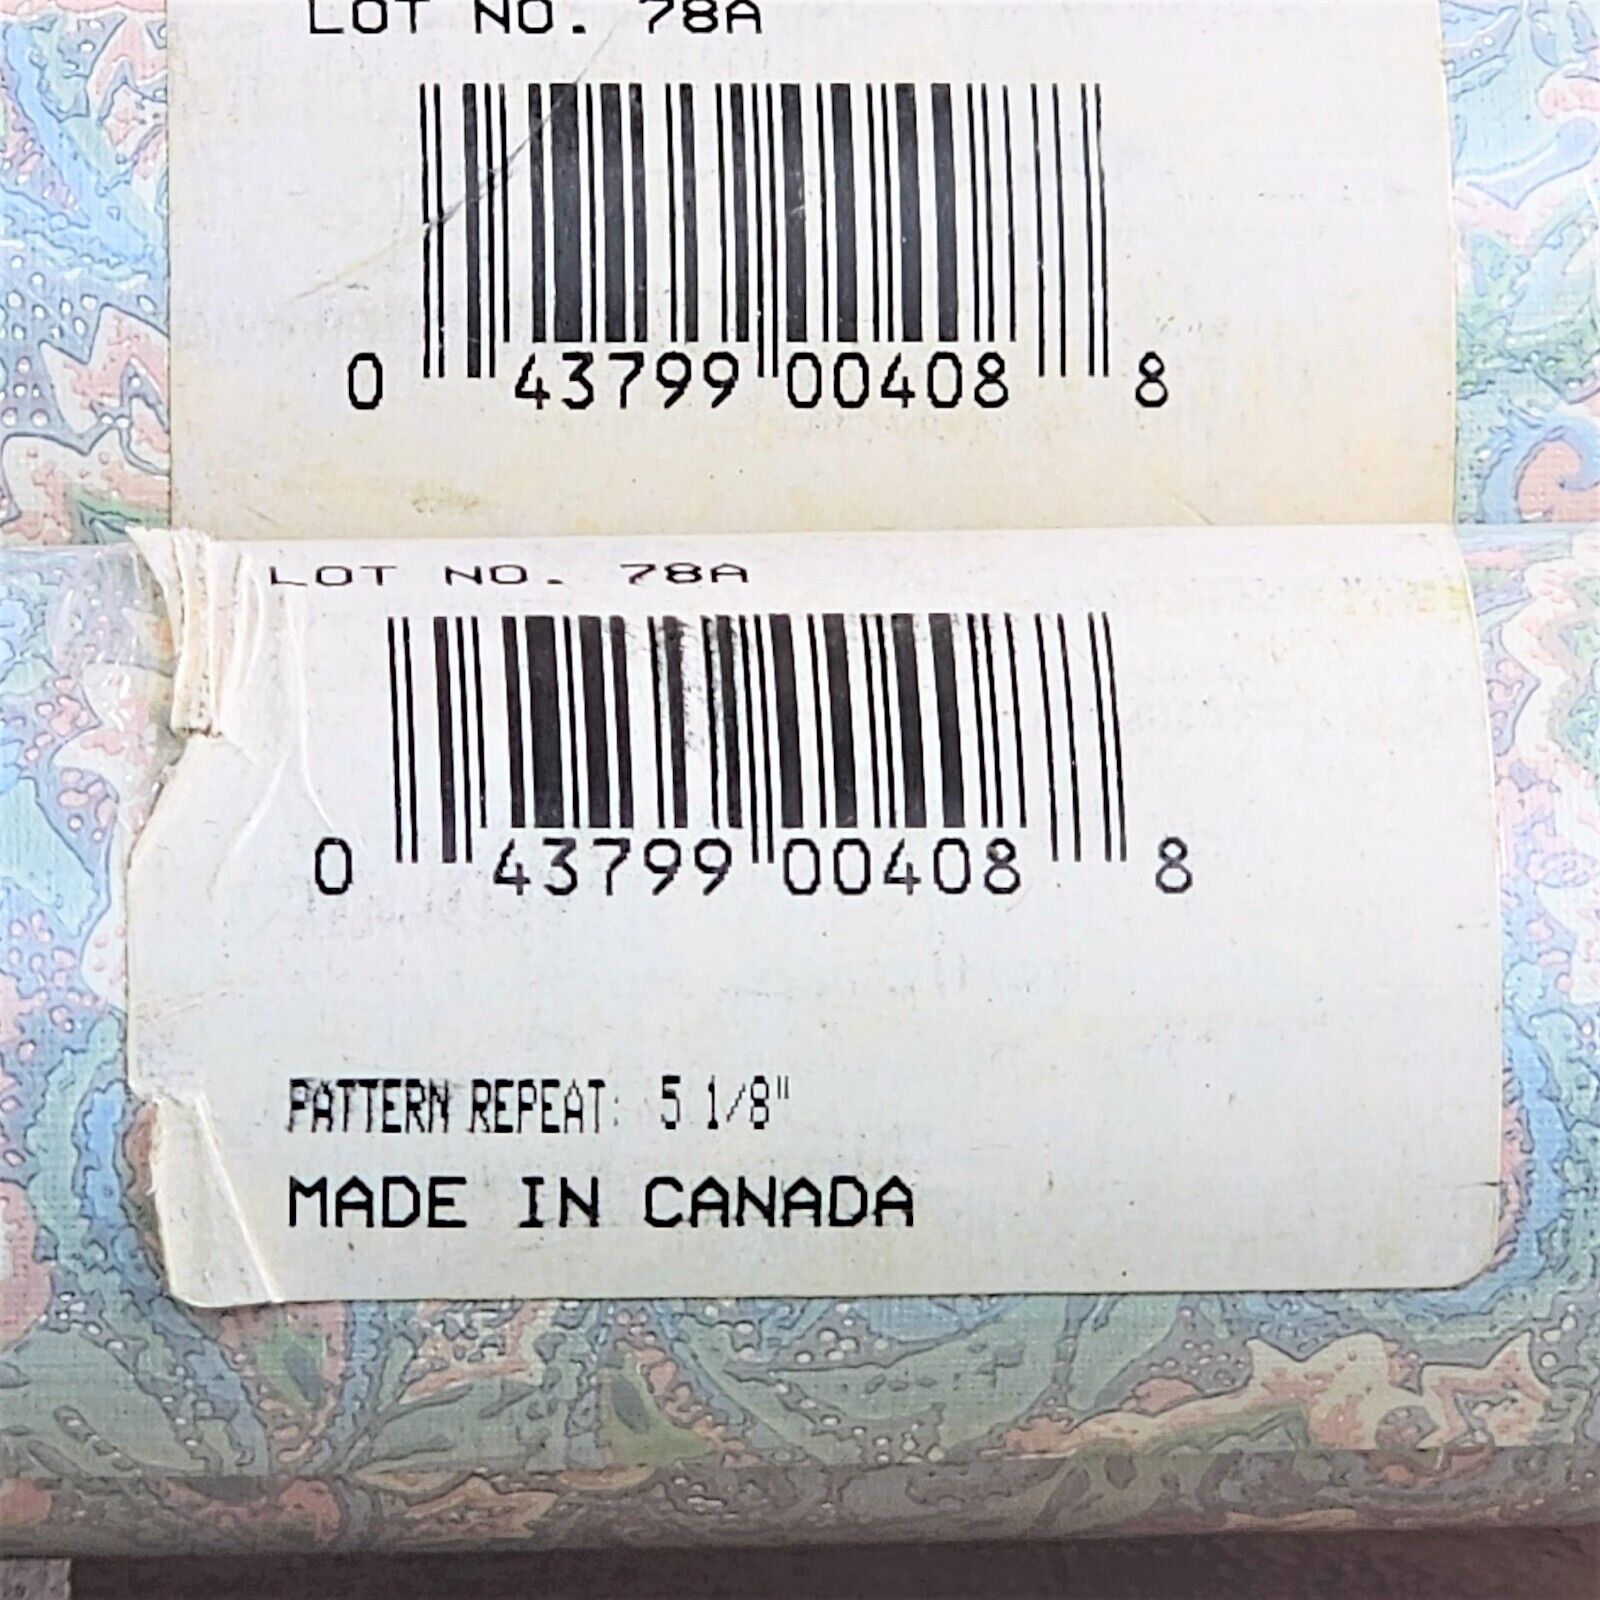 LOT NO. 78A
0 43799 00408 8
LOT NO. 78A
0 43799 00408 8
PATTERN REPEAT: 5 1/8"
MADE IN CANADA